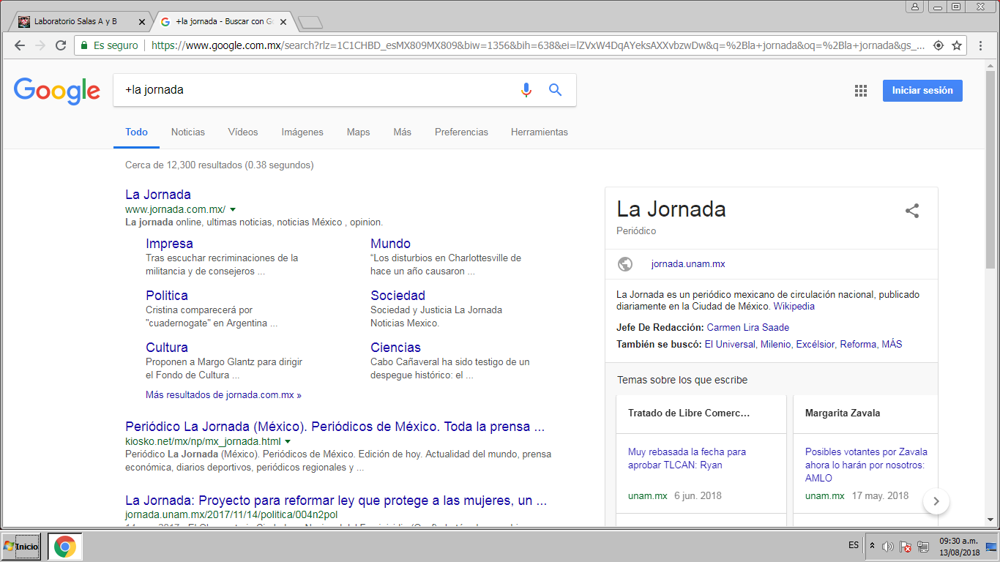 Laboratorio Salas A y B
+la jornada - Buscar con Go
Es seguro
https://www.google.com.mx/search?rlz=1C1CHBD_esMX809MX809&biw=1356&bih=638&ei=lZVxW4DqAYeksAXXvbzwDw&q=%2Bla+jornada&oq=%2Bla+jornada&gs_...
Google
+la jornada
Iniciar sesión
Todo
Noticias
Vídeos
Imágenes
Maps
Más
Preferencias
Herramientas
Cerca de 12,300 resultados (0.38 segundos)
La Jornada
www.jornada.com.mx/
La jornada online, ultimas noticias, noticias México , opinion.
Impresa
Tras escuchar recriminaciones de la
militancia y de consejeros ...
Mundo
“Los disturbios en Charlottesville de
hace un año causaron ...
Politica
Cristina comparecerá por
"cuadernogate" en Argentina ...
Sociedad
Sociedad y Justicia La Jornada
Noticias Mexico.
Cultura
Proponen a Margo Glantz para dirigir
el Fondo de Cultura ...
Ciencias
Cabo Cañaveral ha sido testigo de un
despegue histórico: el ...
Más resultados de jornada.com.mx »
Periódico La Jornada (México). Periódicos de México. Toda la prensa ...
kiosko.net/mx/np/mx_jornada.html
Periódico La Jornada (México). Periódicos de México. Edición de hoy. Actualidad del mundo, prensa
económica, diarios deportivos, periódicos regionales y ...
La Jornada: Proyecto para reformar ley que protege a las mujeres, un ...
jornada.unam.mx/2017/11/14/politica/004n2pol
La Jornada
Periódico
jornada.unam.mx
La Jornada es un periódico mexicano de circulación nacional, publicado
diariamente en la Ciudad de México. Wikipedia
Jefe De Redacción: Carmen Lira Saade
También se buscó: El Universal, Milenio, Excélsior, Reforma, MÁS
Temas sobre los que escribe
Tratado de Libre Comerc...
Muy rebasada la fecha para
aprobar TLCAN: Ryan
unam.mx 6 jun. 2018
Margarita Zavala
Posibles votantes por Zavala
ahora lo harán por nosotros:
AMLO
unam.mx 17 may. 2018
Inicio
ES
09:30 a.m.
13/08/2018